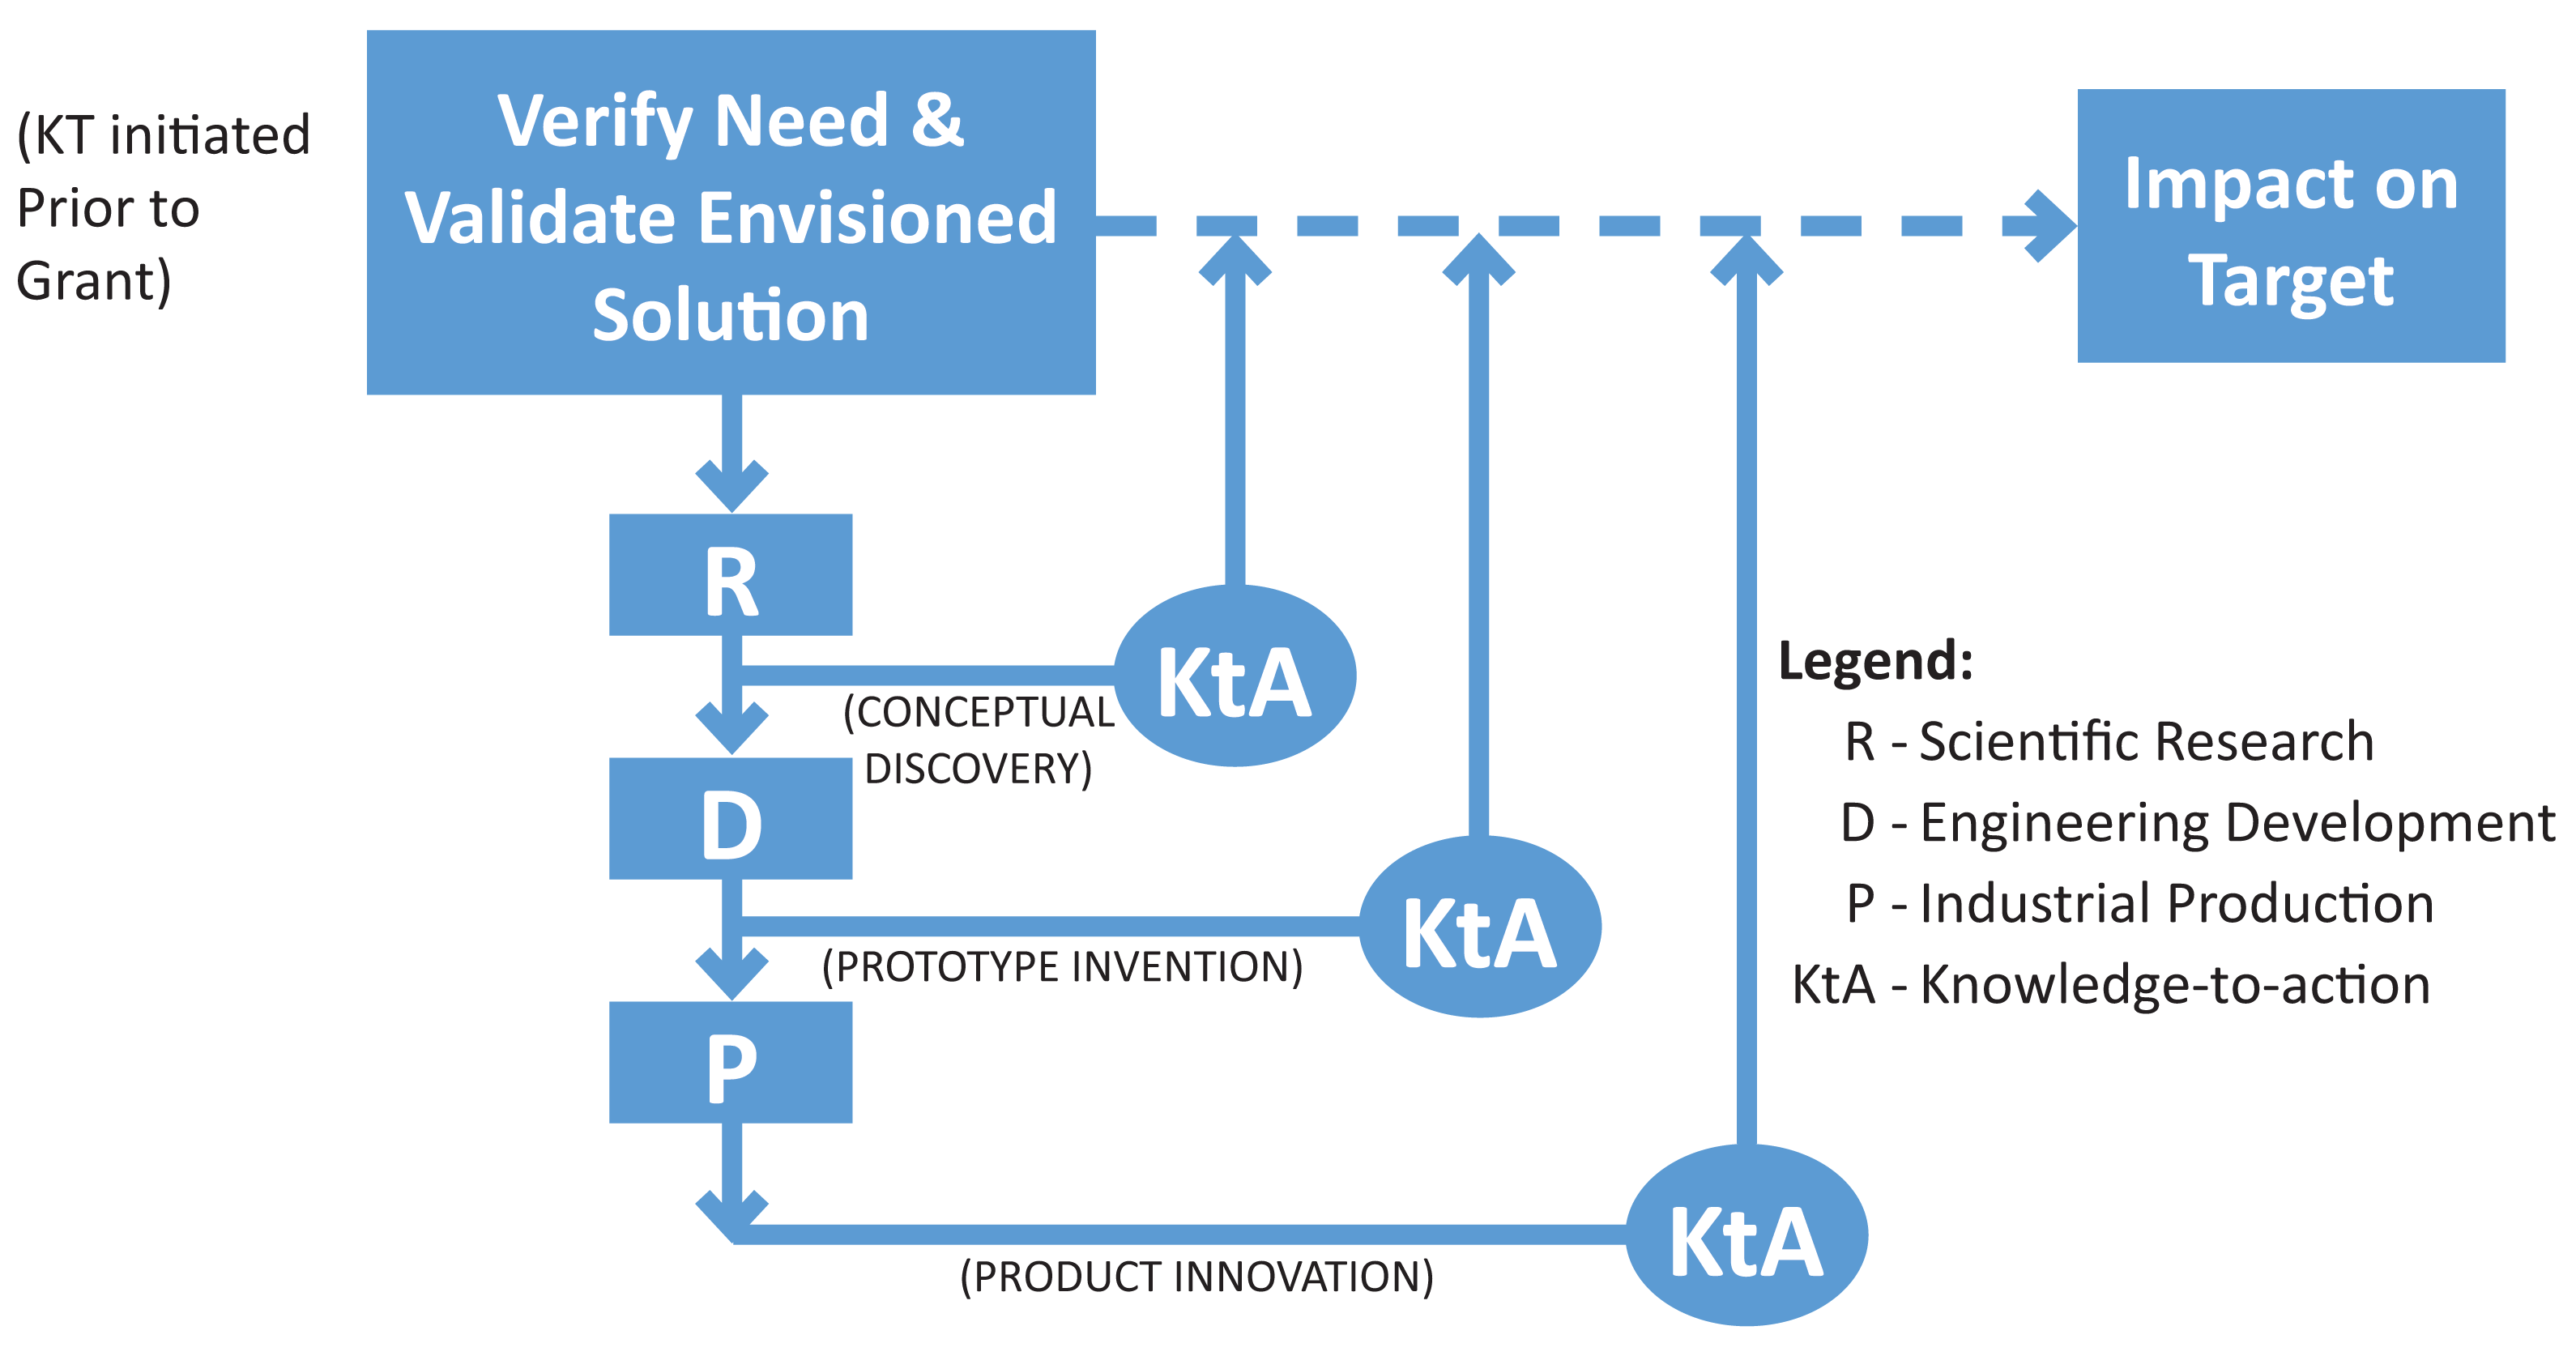 (KT initiated
Prior to
Grant)
Verify Need &
Validate Envisioned
Solution
Impact on
Target
R
KtA
(CONCEPTUAL
DISCOVERY)
D
KtA
(PROTOTYPE INVENTION)
P
KtA
(PRODUCT INNOVATION)
Legend:
R - Scientific Research
D - Engineering Development
P - Industrial Production
KtA - Knowledge-to-action